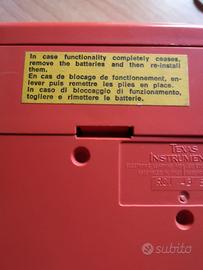 In case functionality completely ceases,
remove the batteries and then re-install
them.
En cas de blocage de fonctionnement, en-
lever puis remettre les piles en place.
In caso di bloccaggio di funzionamento,
togliere e rimettere le batterie.
TEXAS
INSTRUMEN
subito